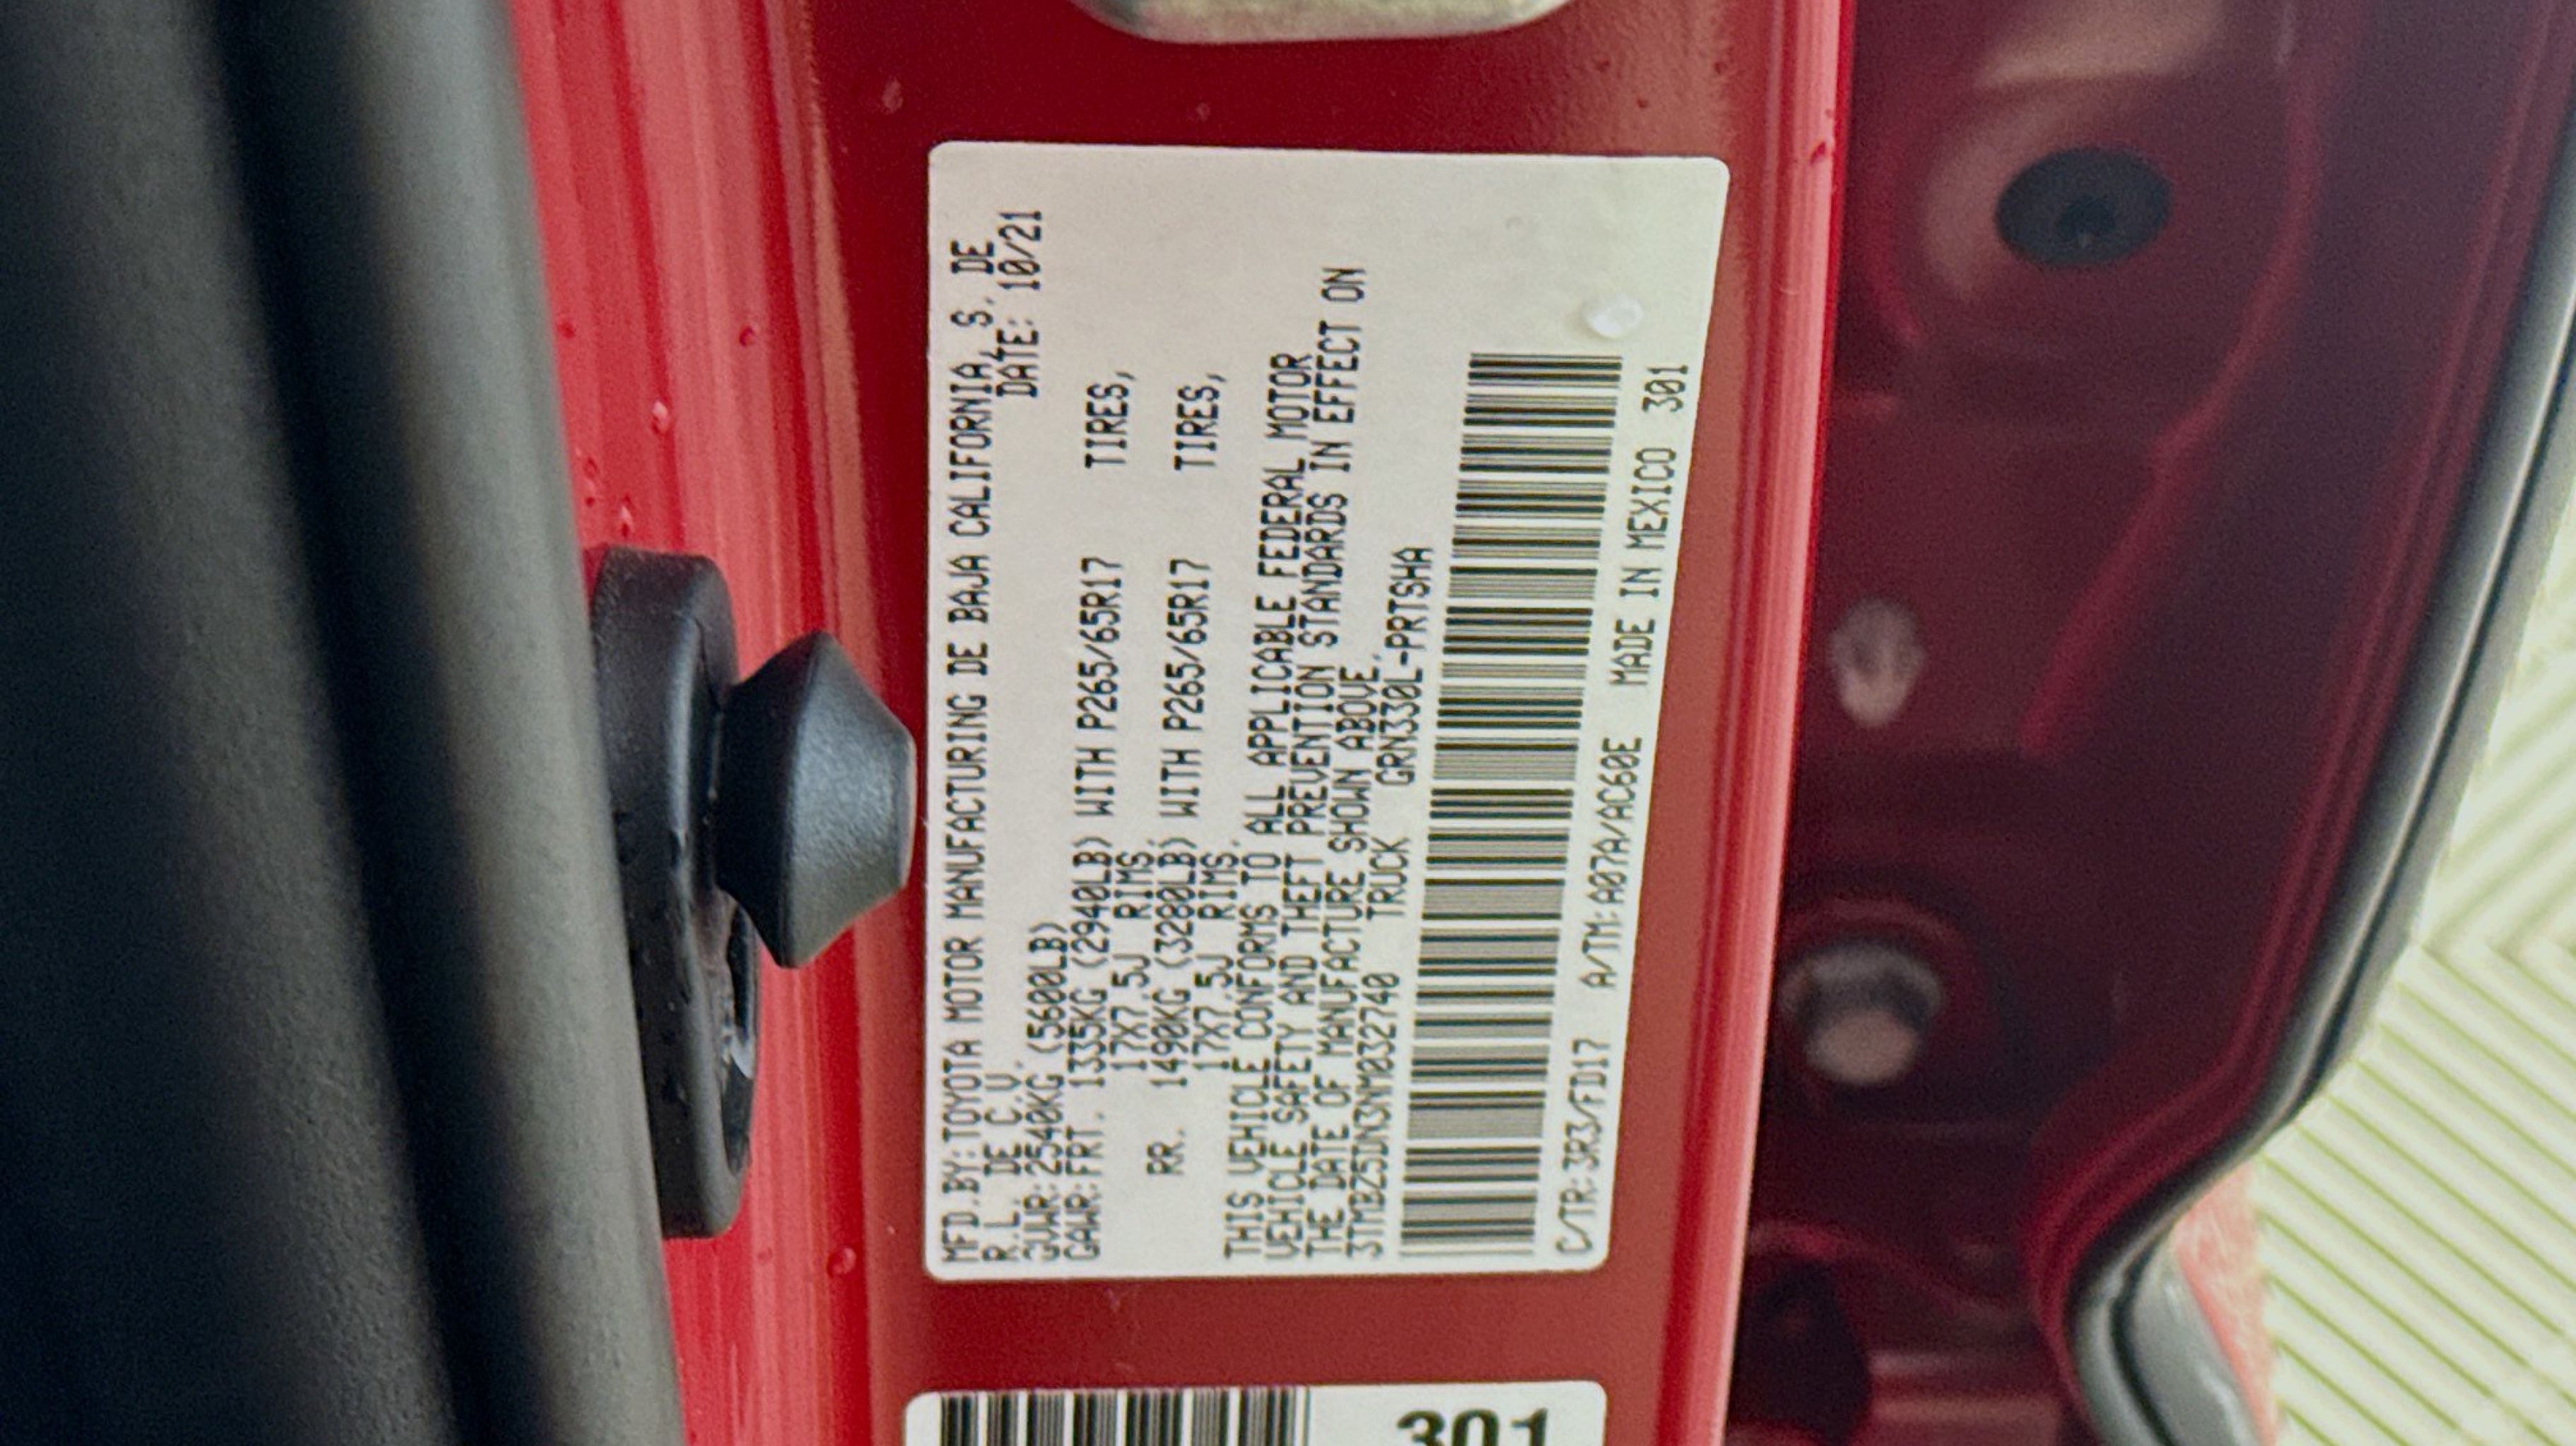 MFD.BY:TOYOTA MOTOR MANUFACTURING DE BAJA CALIFORNIA, S. DE
R.L. DE C.V. DATE: 10/21
GVWR:2540KG (5600LB)
GAWR:FRT. 1335KG (2940LB) WITH P265/65R17 TIRES,
17X7.5J RIMS,
RR. 1490KG (3280LB) WITH P265/65R17 TIRES,
17X7.5J RIMS.
THIS VEHICLE CONFORMS TO ALL APPLICABLE FEDERAL MOTOR
VEHICLE SAFETY AND THEFT PREVENTION STANDARDS IN EFFECT ON
THE DATE OF MANUFACTURE SHOWN ABOVE.
3TMBZ5DN3NM032740 TRUCK GRN330L-PRTSHA
C/TR:3R3/FD17 A/TM:A07A/AC60E MADE IN MEXICO 301
301